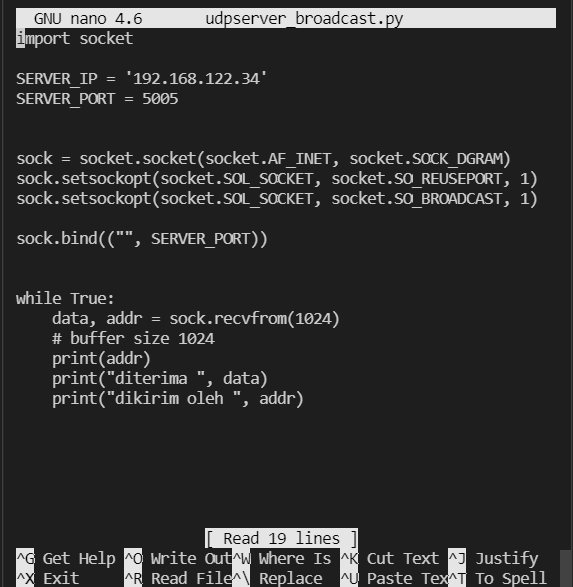 GNU nano 4.6 udpserver_broadcast.py
import socket
SERVER_IP = '192.168.122.34'
SERVER_PORT = 5005
sock = socket.socket(socket.AF_INET, socket.SOCK_DGRAM)
sock.setsockopt(socket.SOL_SOCKET, socket.SO_REUSEPORT, 1)
sock.setsockopt(socket.SOL_SOCKET, socket.SO_BROADCAST, 1)
sock.bind(("", SERVER_PORT))
while True:
    data, addr = sock.recvfrom(1024)
    # buffer size 1024
    print(addr)
    print("diterima ", data)
    print("dikirim oleh ", addr)
[ Read 19 lines ]
^G Get Help ^O Write Out^W Where Is ^K Cut Text ^J Justify
^X Exit ^R Read File^\ Replace ^U Paste Tex^T To Spell